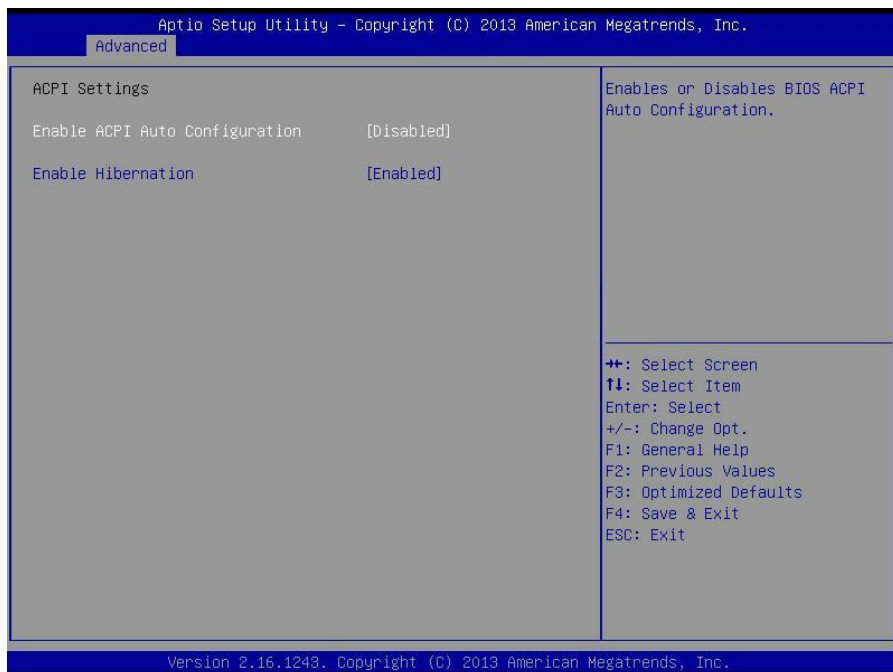 Aptio Setup Utility – Copyright (C) 2013 American Megatrends, Inc.
Advanced
ACPI Settings
Enable ACPI Auto Configuration [Disabled]
Enable Hibernation [Enabled]
Enables or Disables BIOS ACPI
Auto Configuration.
→←: Select Screen
↑↓: Select Item
Enter: Select
+/-: Change Opt.
F1: General Help
F2: Previous Values
F3: Optimized Defaults
F4: Save & Exit
ESC: Exit
Version 2.16.1243. Copyright (C) 2013 American Megatrends, Inc.